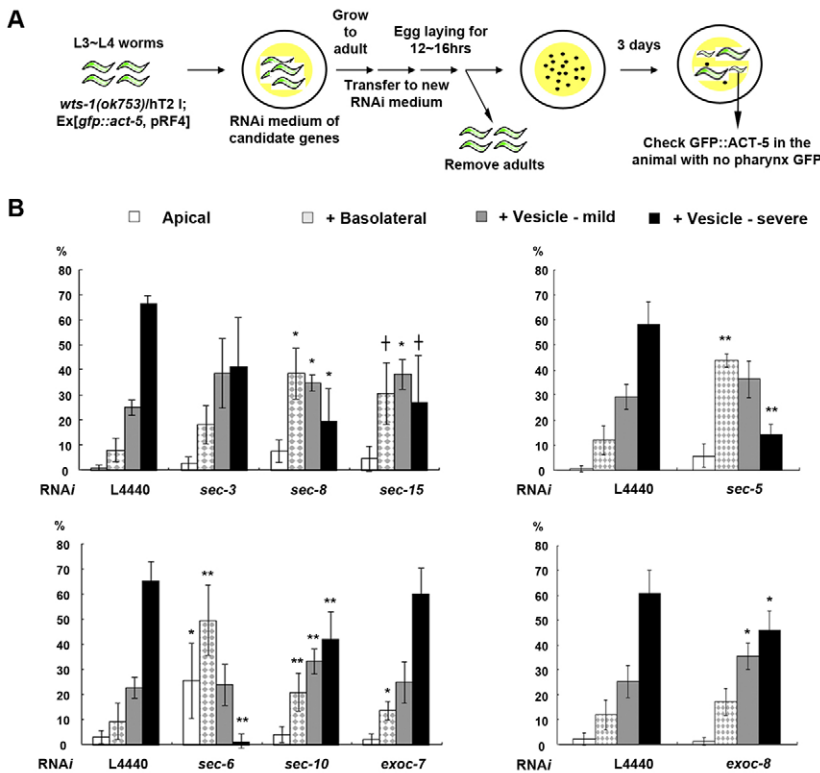 A
L3~L4 worms
wts-1(ok753)/hT2 I;
Ex[gfp::act-5, pRF4]
RNAi medium of
candidate genes
Grow to
adult
Egg laying for
12~16hrs
Transfer to new
RNAi medium
Remove adults
3 days
Check GFP::ACT-5 in the
animal with no pharynx GFP
B
Apical + Basolateral + Vesicle - mild + Vesicle - severe
%
80
70
60
50
40
30
20
10
0
* * * † * †
RNAi L4440 sec-3 sec-8 sec-15
%
80
70
60
50
40
30
20
10
0
** **
RNAi L4440 sec-5
%
80
70
60
50
40
30
20
10
0
* ** ** ** ** ** *
RNAi L4440 sec-6 sec-10 exoc-7
%
80
70
60
50
40
30
20
10
0
* *
RNAi L4440 exoc-8